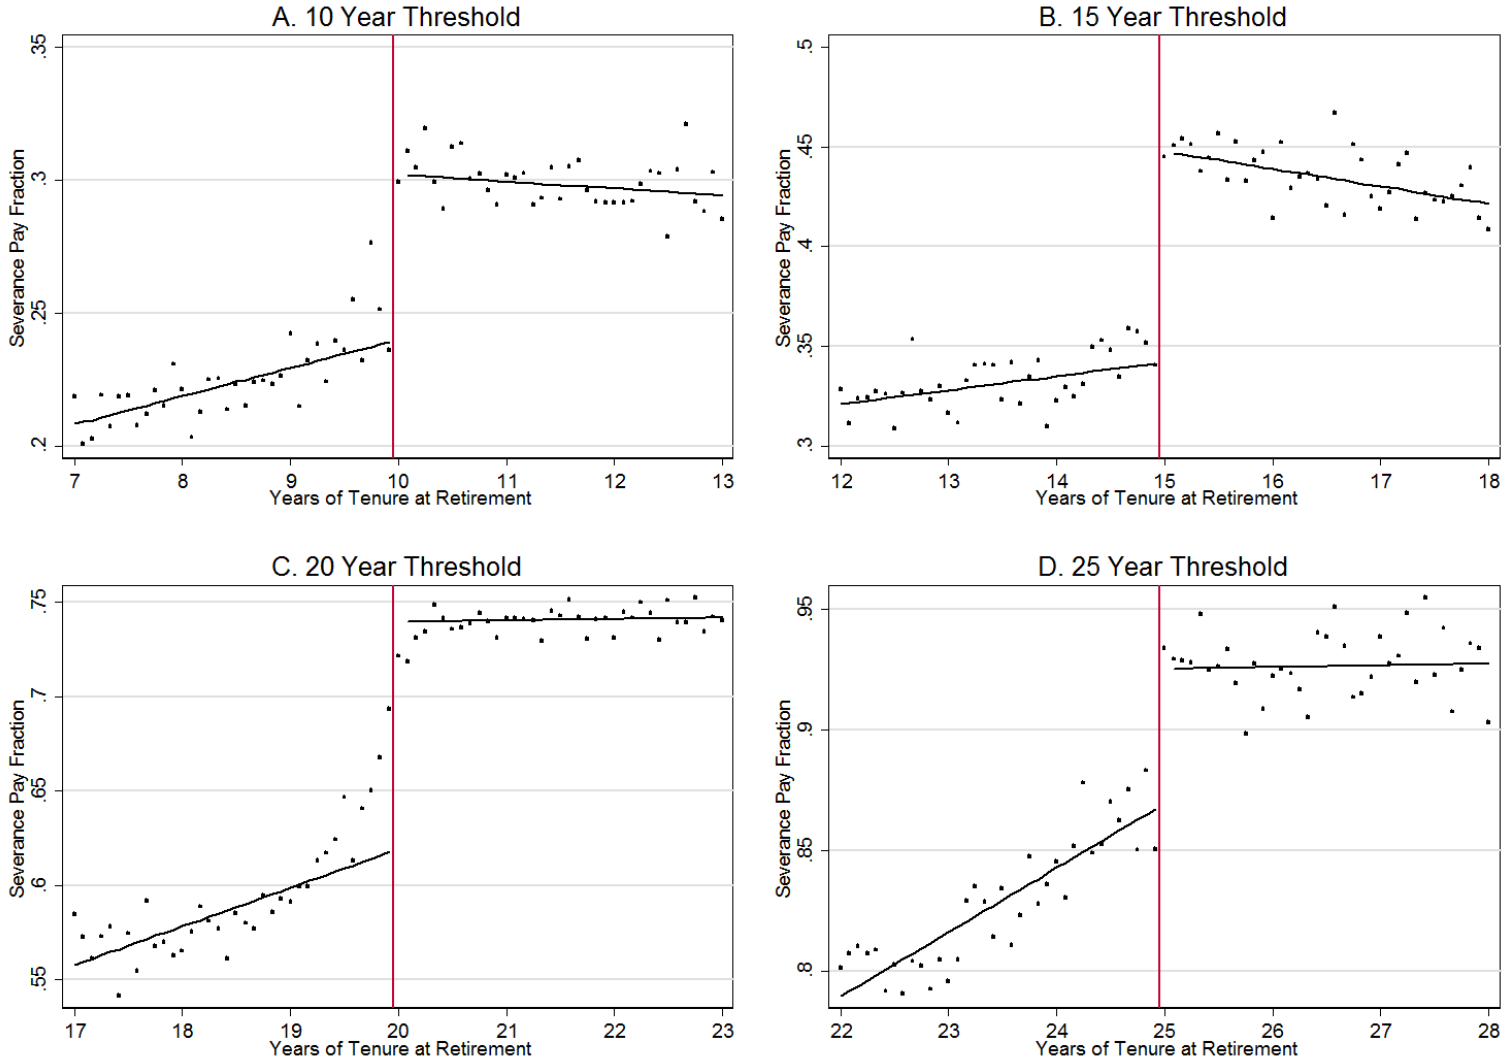 A. 10 Year Threshold
Severance Pay Fraction
.35
.3
.25
.2
7 8 9 10 11 12 13
Years of Tenure at Retirement
B. 15 Year Threshold
Severance Pay Fraction
.5
.45
.4
.35
.3
12 13 14 15 16 17 18
Years of Tenure at Retirement
C. 20 Year Threshold
Severance Pay Fraction
.75
.7
.65
.6
.55
17 18 19 20 21 22 23
Years of Tenure at Retirement
D. 25 Year Threshold
Severance Pay Fraction
.95
.9
.85
.8
22 23 24 25 26 27 28
Years of Tenure at Retirement